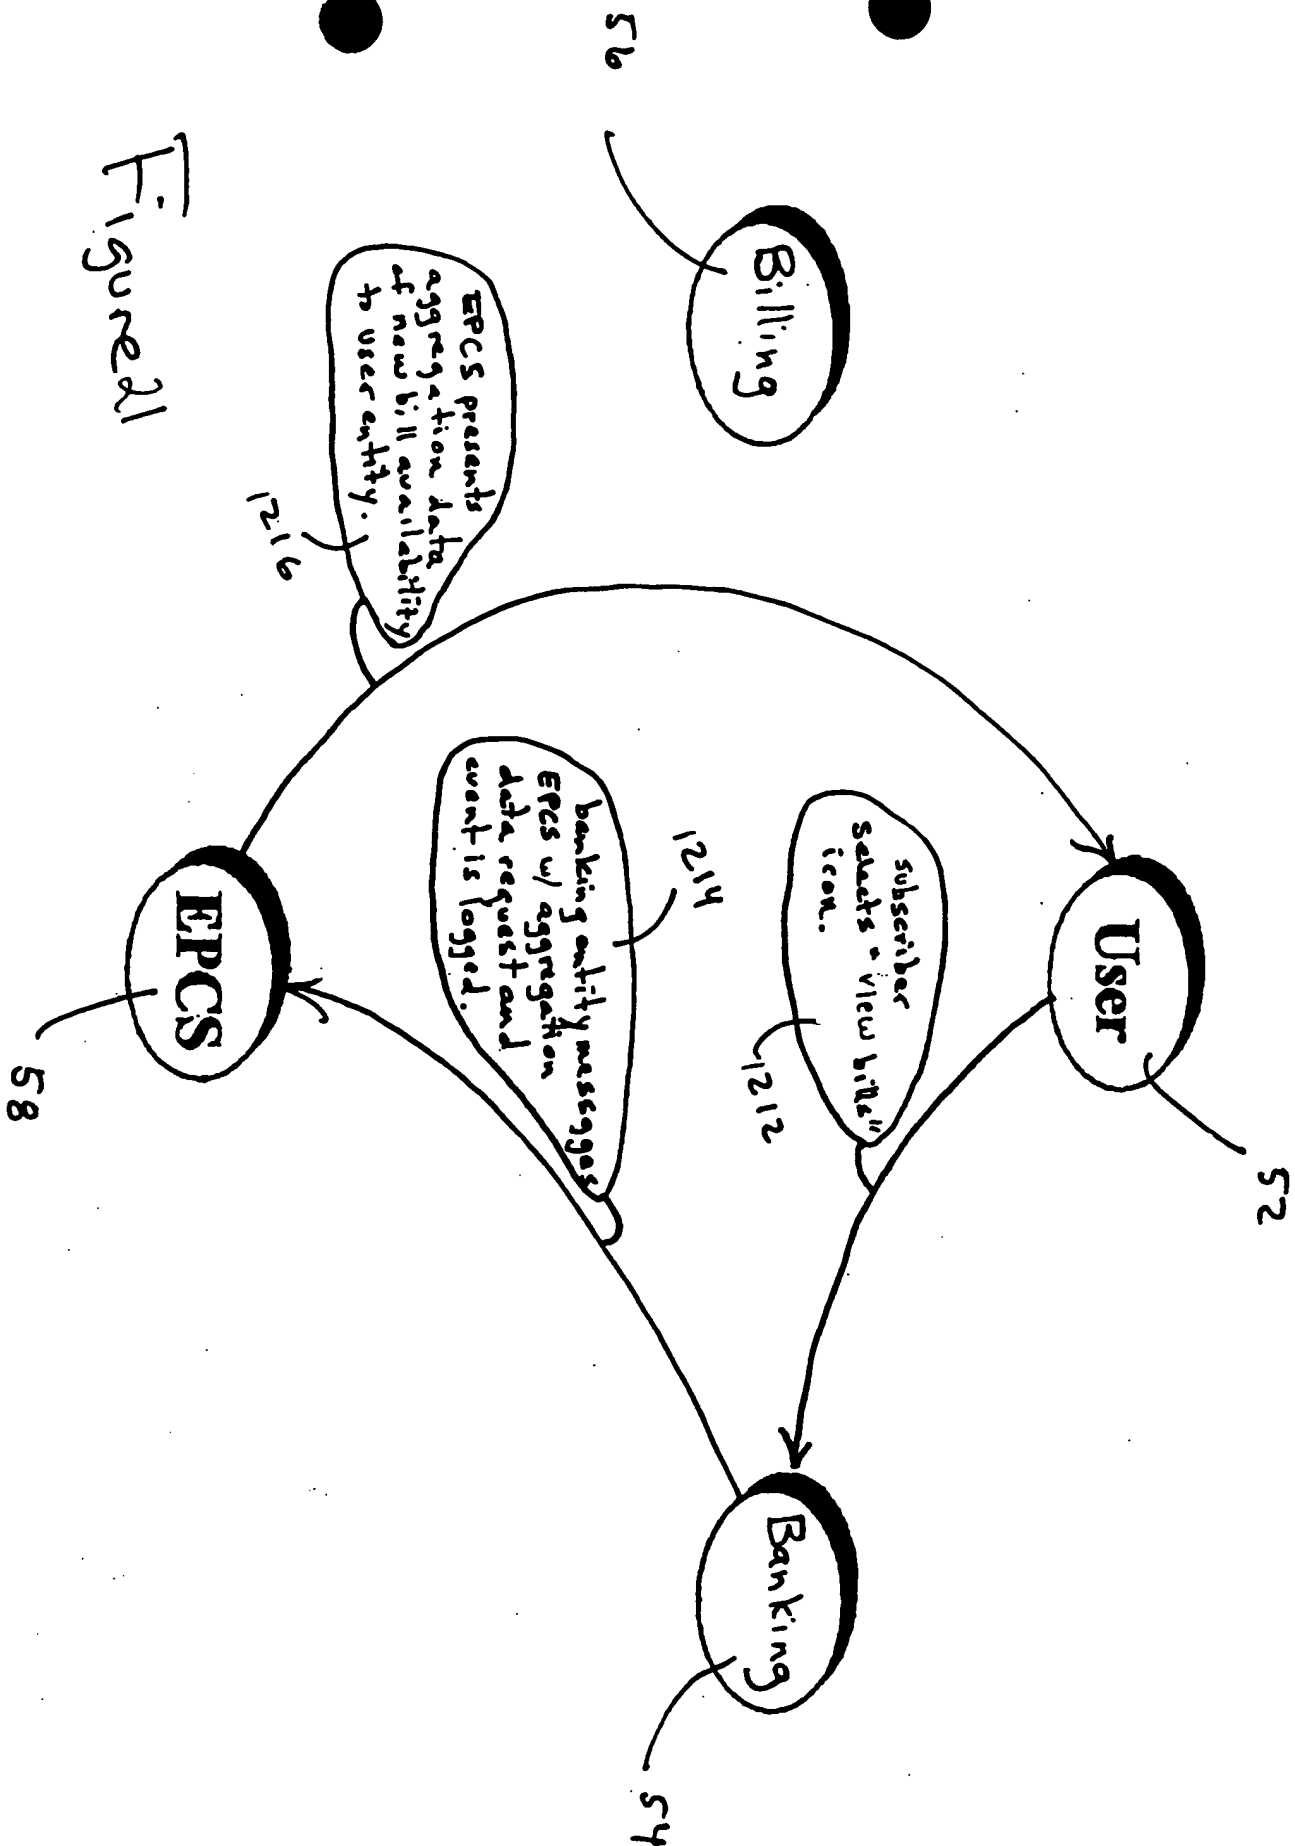 52
User
subscriber
selects "view bills"
icon.
1212
56
Billing
Banking
54
1214
banking entity messages
EPCS w/ aggregation
data request and
event is logged.
EPCS presents
aggregation data
of new bill availability
to user entity.
1216
EPCS
58
Figure 21